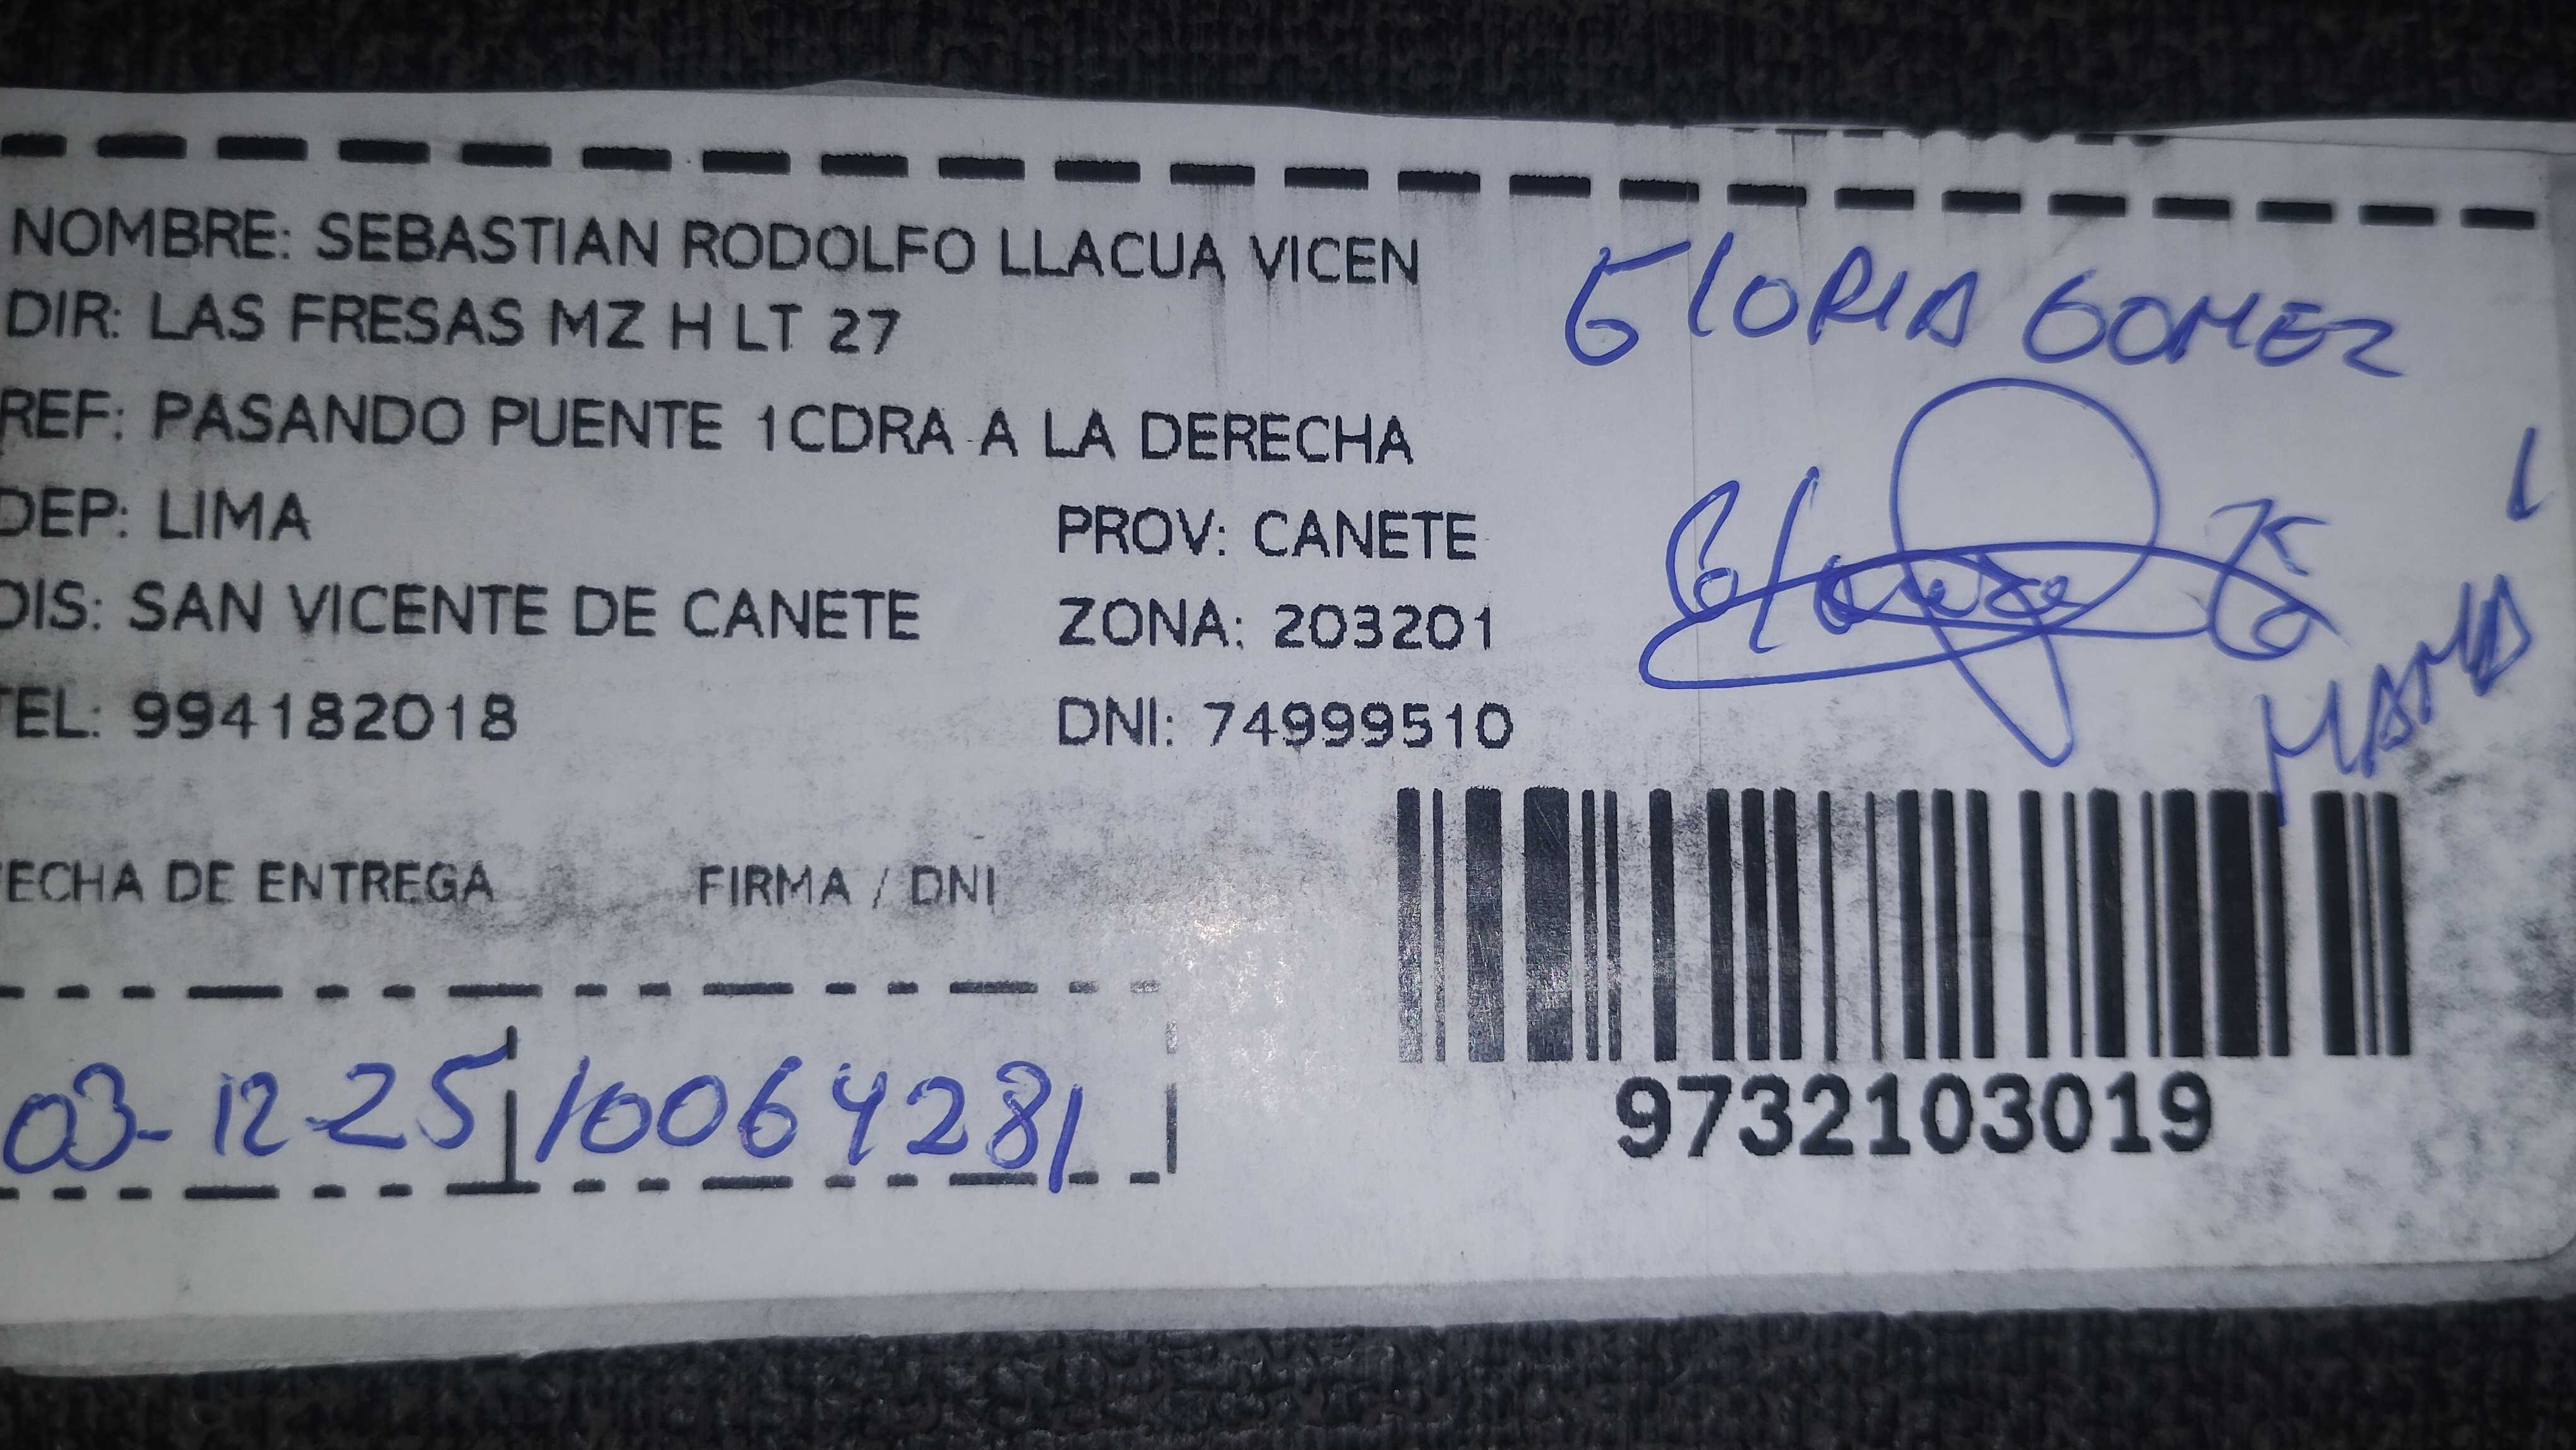 NOMBRE: SEBASTIAN RODOLFO LLACUA VICEN
GLORIA GOMEZ
DIR: LAS FRESAS MZ H LT 27
REF: PASANDO PUENTE 1CDRA A LA DERECHA
DEP: LIMA
PROV: CANETE
DIS: SAN VICENTE DE CANETE
ZONA: 203201
TEL: 994182018
DNI: 74999510
MAMA
FECHA DE ENTREGA
FIRMA / DNI
03-12-25
10064281
9732103019